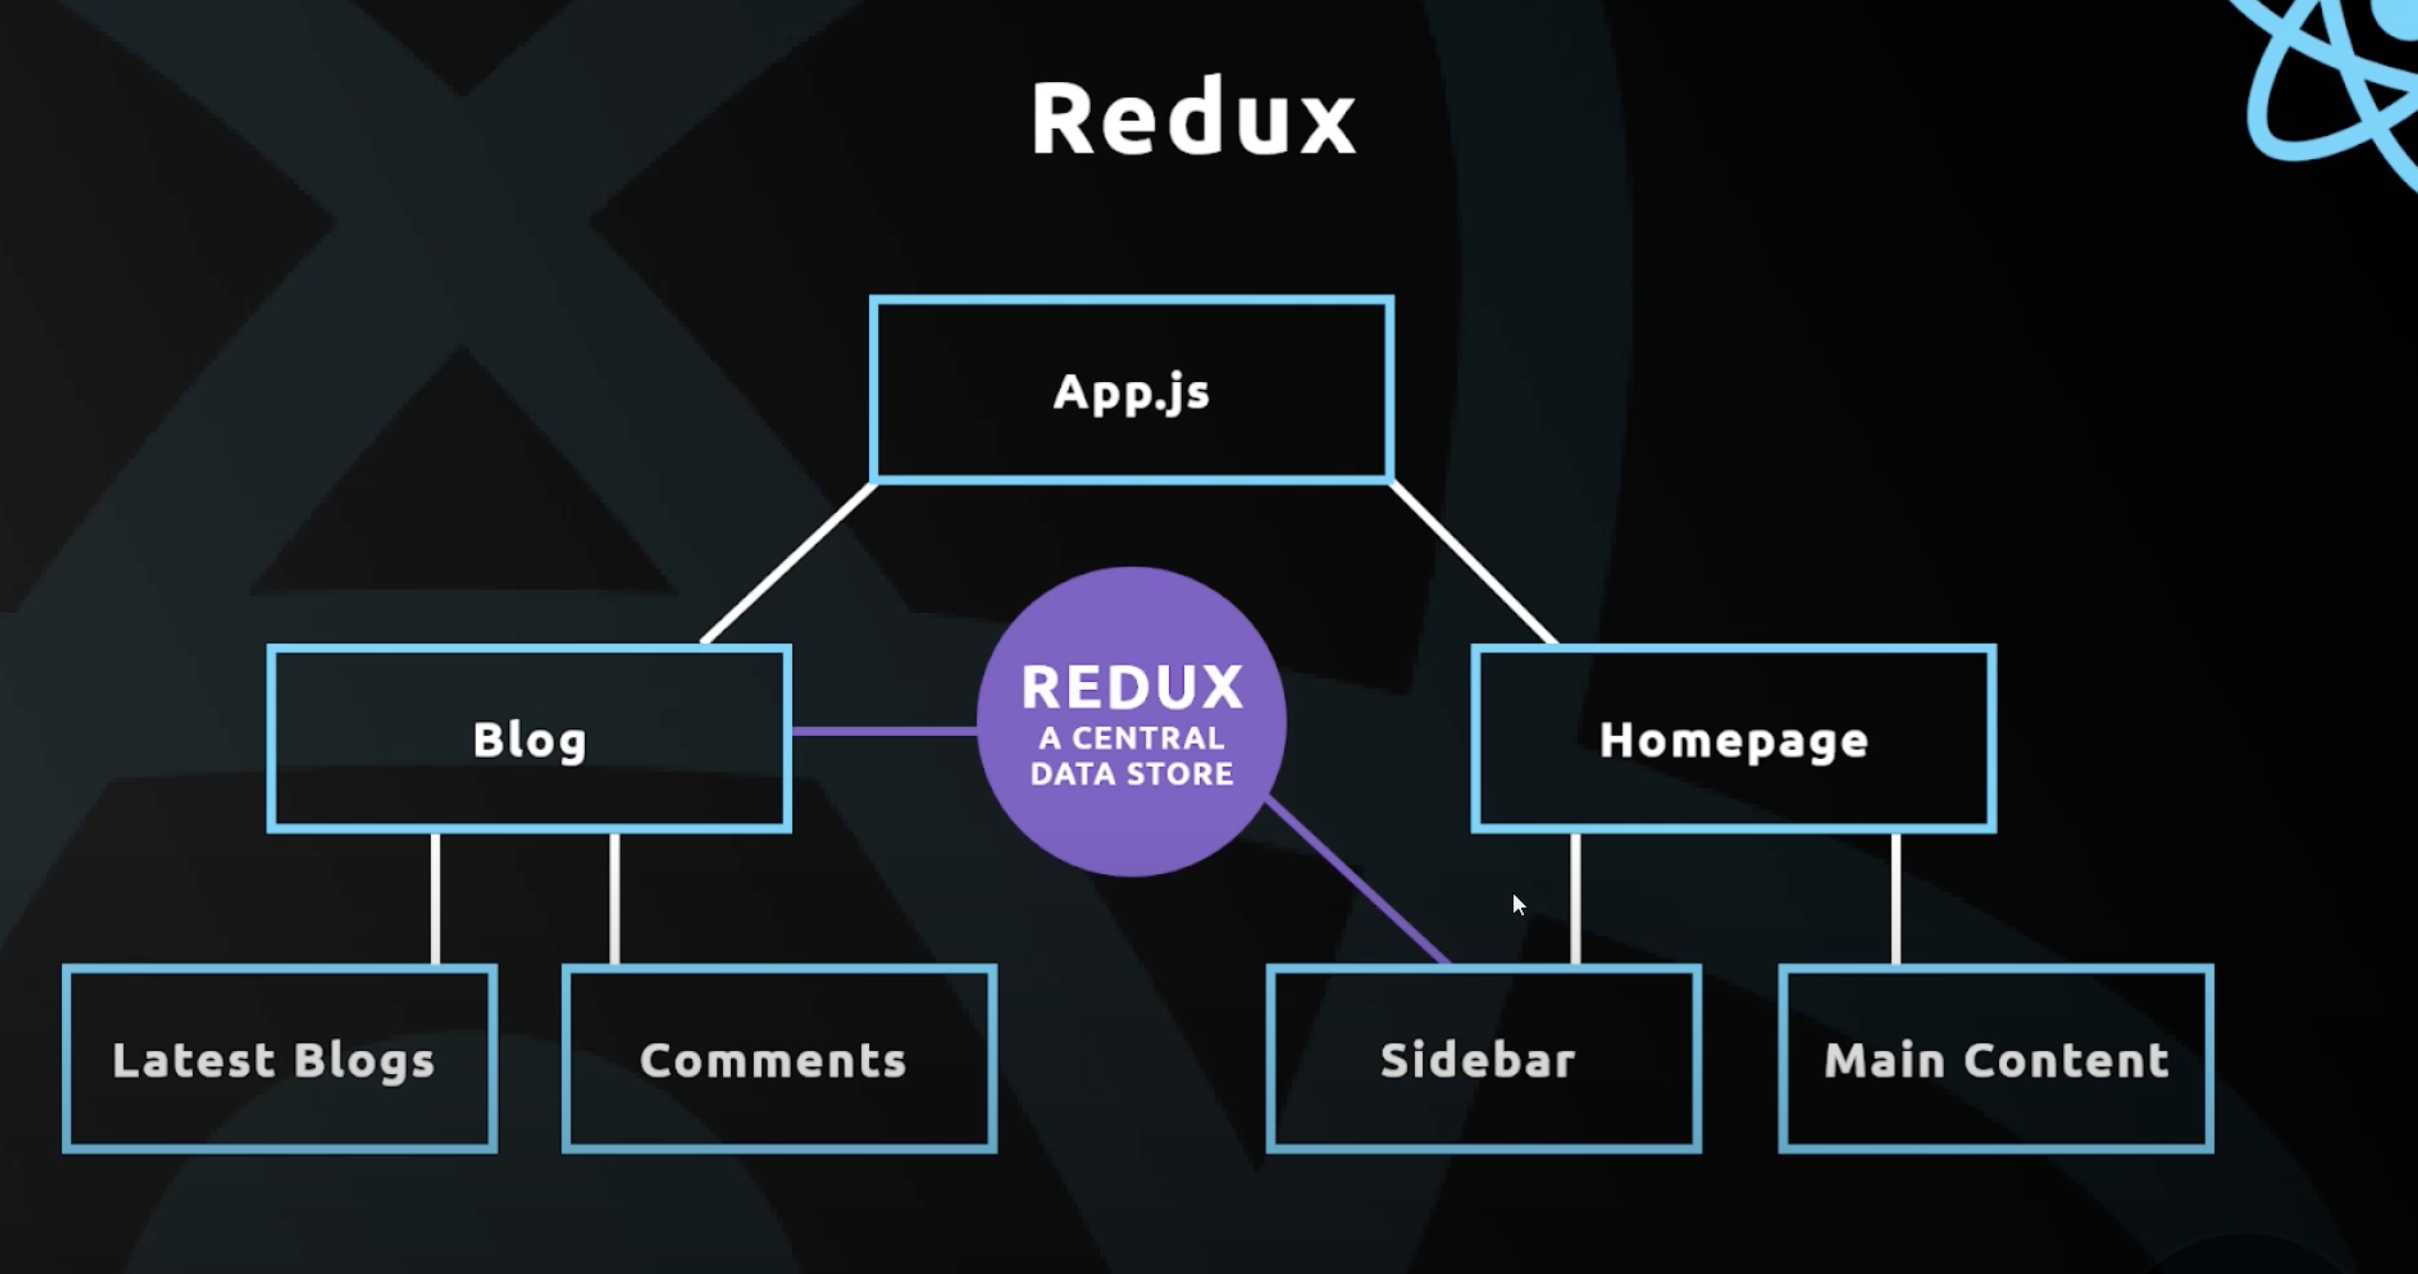 Redux
App.js
Blog
REDUX
A CENTRAL
DATA STORE
Homepage
Latest Blogs
Comments
Sidebar
Main Content